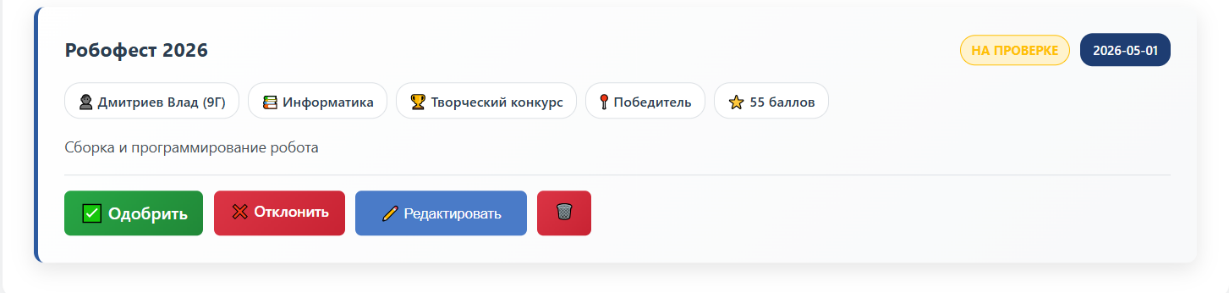 Робофест 2026
НА ПРОВЕРКЕ
2026-05-01
Дмитриев Влад (9Г)
Информатика
Творческий конкурс
Победитель
55 баллов
Сборка и программирование робота
Одобрить
Отклонить
Редактировать